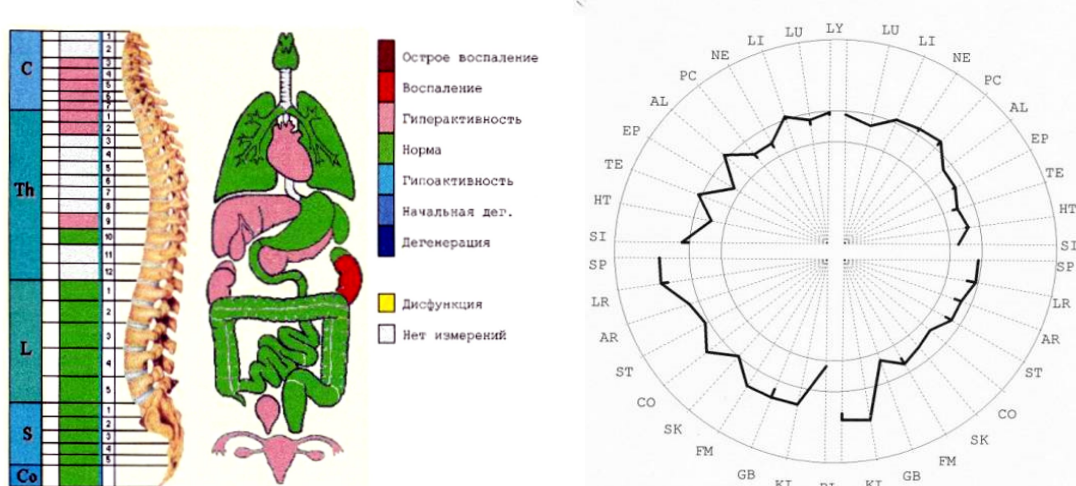 C
1
2
3
4
5
6
7
Th
1
2
3
4
5
6
7
8
9
10
11
12
L
1
2
3
4
5
S
1
2
3
4
5
Co
Острое воспаление
Воспаление
Гиперактивность
Норма
Гипоактивность
Начальная дег.
Дегенерация
Дисфункция
Нет измерений
LY
LU
LI
NE
PC
AL
EP
TE
HT
SI
SP
LR
AR
ST
CO
SK
FM
GB
KI
KI
GB
FM
SK
CO
ST
AR
LR
SP
SI
HT
TE
EP
AL
PC
NE
LI
LU